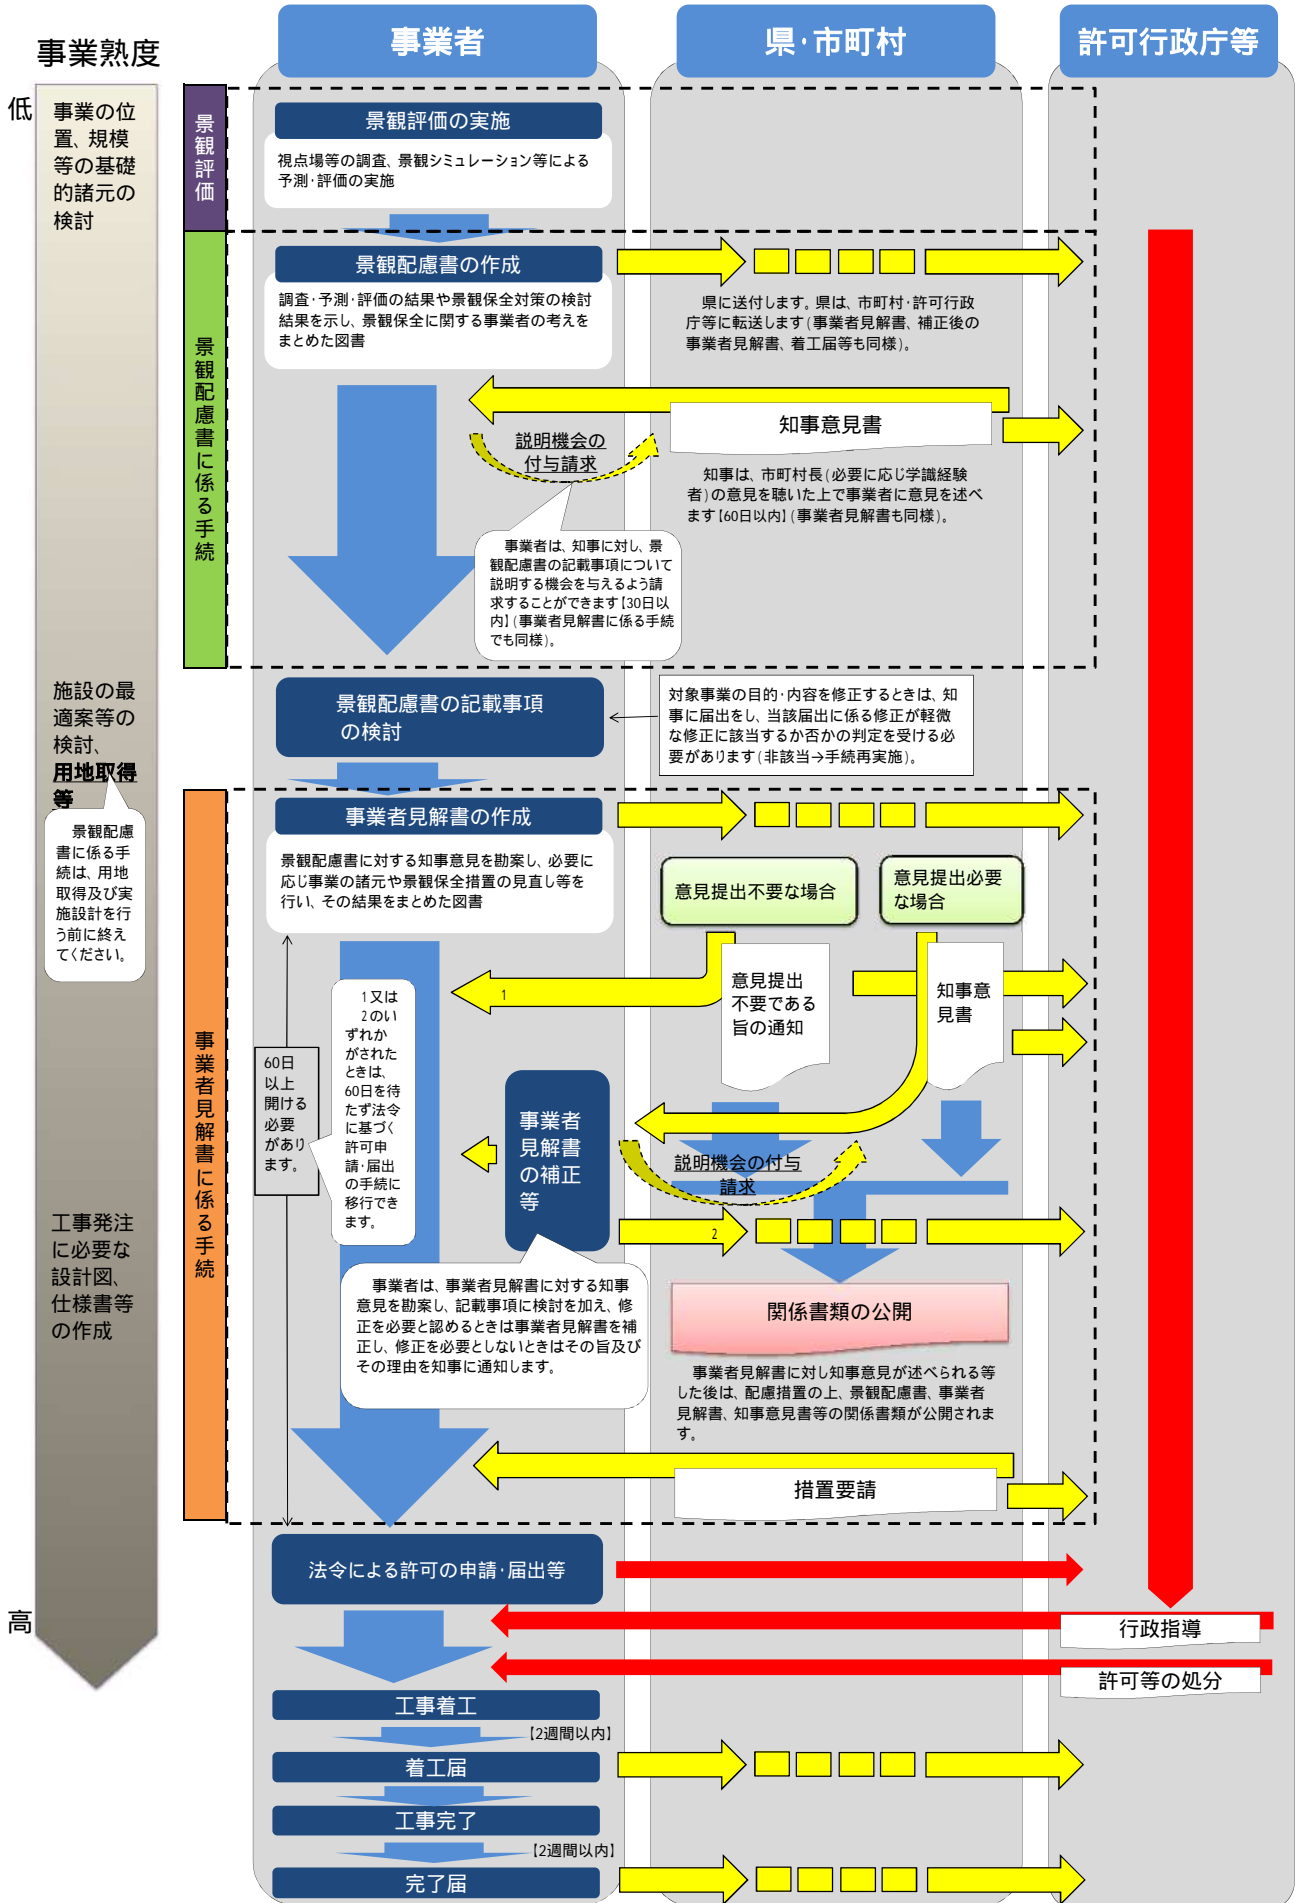 事業熟度
事業者
県・市町村
許可行政庁等
低
事業の位
置、規模
等の基礎
的諸元の
検討
景観評価
景観評価の実施
視点場等の調査、景観シミュレーション等による
予測・評価の実施
景観配慮書に係る手続
景観配慮書の作成
調査・予測・評価の結果や景観保全対策の検討
結果を示し、景観保全に関する事業者の考えを
まとめた図書
県に送付します。県は、市町村・許可行政
庁等に転送します(事業者見解書、補正後の
事業者見解書、着工届等も同様)。
知事意見書
説明機会の
付与請求
知事は、市町村長(必要に応じ学識経験
者)の意見を聴いた上で事業者に意見を述べ
ます【60日以内】(事業者見解書も同様)。
事業者は、知事に対し、景
観配慮書の記載事項について
説明する機会を与えるよう請
求することができます【30日以
内】(事業者見解書に係る手続
でも同様)。
施設の最
適案等の
検討、
用地取得
等
景観配慮
書に係る手
続は、用地
取得及び実
施設計を行
う前に終え
てください。
景観配慮書の記載事項
の検討
対象事業の目的・内容を修正するときは、知
事に届出をし、当該届出に係る修正が軽微
な修正に該当するか否かの判定を受ける必
要があります(非該当→手続再実施)。
事業者見解書に係る手続
事業者見解書の作成
景観配慮書に対する知事意見を勘案し、必要に
応じ事業の諸元や景観保全措置の見直し等を
行い、その結果をまとめた図書
意見提出不要な場合
意見提出必要
な場合
1
意見提出
不要である
旨の通知
知事意
見書
1又は
2のい
ずれか
がされた
ときは、
60日を待
たず法令
に基づく
許可申
請・届出
の手続に
移行でき
ます。
60日
以上
開ける
必要
があり
ます。
事業者
見解書
の補正
等
説明機会の付与
請求
2
工事発注
に必要な
設計図、
仕様書等
の作成
事業者は、事業者見解書に対する知事
意見を勘案し、記載事項に検討を加え、修
正を必要と認めるときは事業者見解書を補
正し、修正を必要としないときはその旨及び
その理由を知事に通知します。
関係書類の公開
事業者見解書に対し知事意見が述べられる等
した後は、配慮措置の上、景観配慮書、事業者
見解書、知事意見書等の関係書類が公開されま
す。
措置要請
法令による許可の申請・届出等
高
行政指導
許可等の処分
工事着工
【2週間以内】
着工届
工事完了
【2週間以内】
完了届